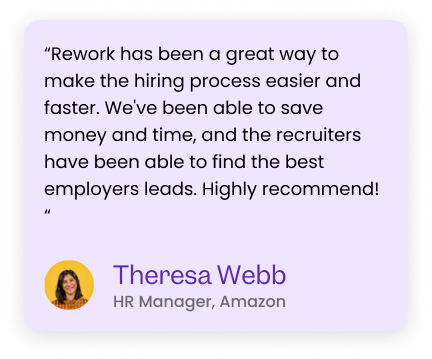 “Rework has been a great way to
make the hiring process easier and
faster. We've been able to save
money and time, and the recruiters
have been able to find the best
employers leads. Highly recommend!
“
Theresa Webb
HR Manager, Amazon